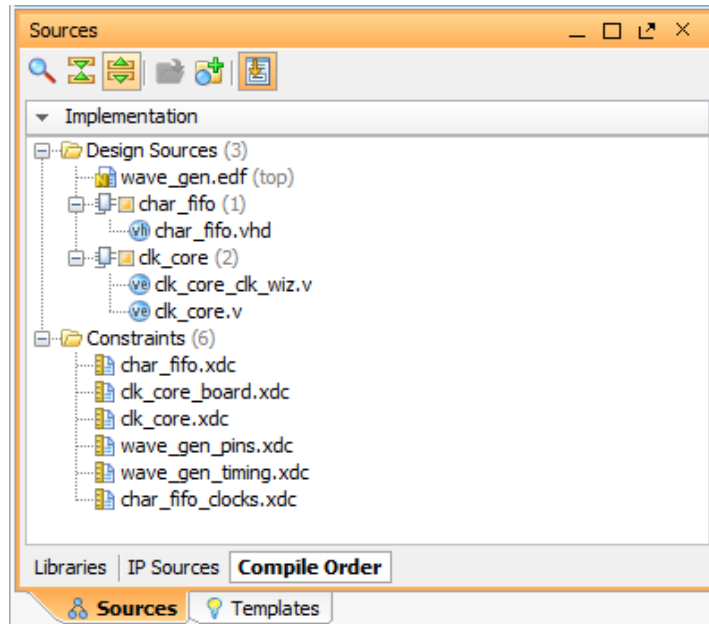 Sources
Implementation
Design Sources (3)
wave_gen.edf (top)
char_fifo (1)
char_fifo.vhd
clk_core (2)
clk_core_clk_wiz.v
clk_core.v
Constraints (6)
char_fifo.xdc
clk_core_board.xdc
clk_core.xdc
wave_gen_pins.xdc
wave_gen_timing.xdc
char_fifo_clocks.xdc
Libraries IP Sources Compile Order
Sources Templates